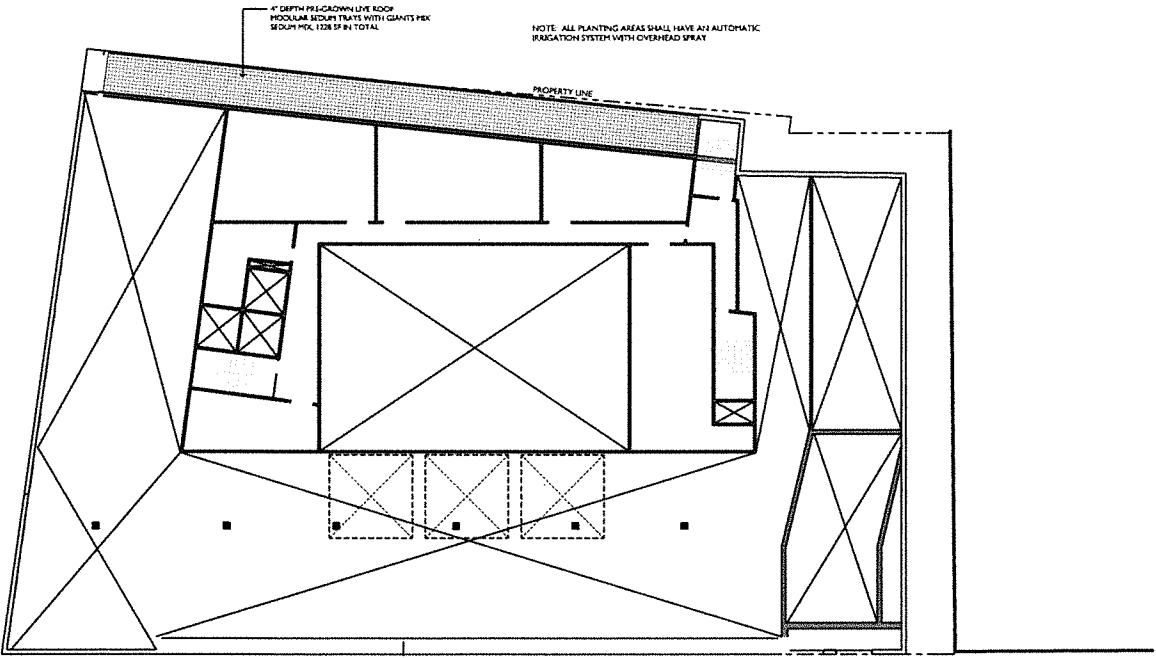 4" DEPTH PRE-GROWN LIVE ROOF
MODULAR SEDUM TRAYS WITH GIANTS MIX
SEDUM MIX, 1228 SF IN TOTAL
NOTE: ALL PLANTING AREAS SHALL HAVE AN AUTOMATIC
IRRIGATION SYSTEM WITH OVERHEAD SPRAY
PROPERTY LINE